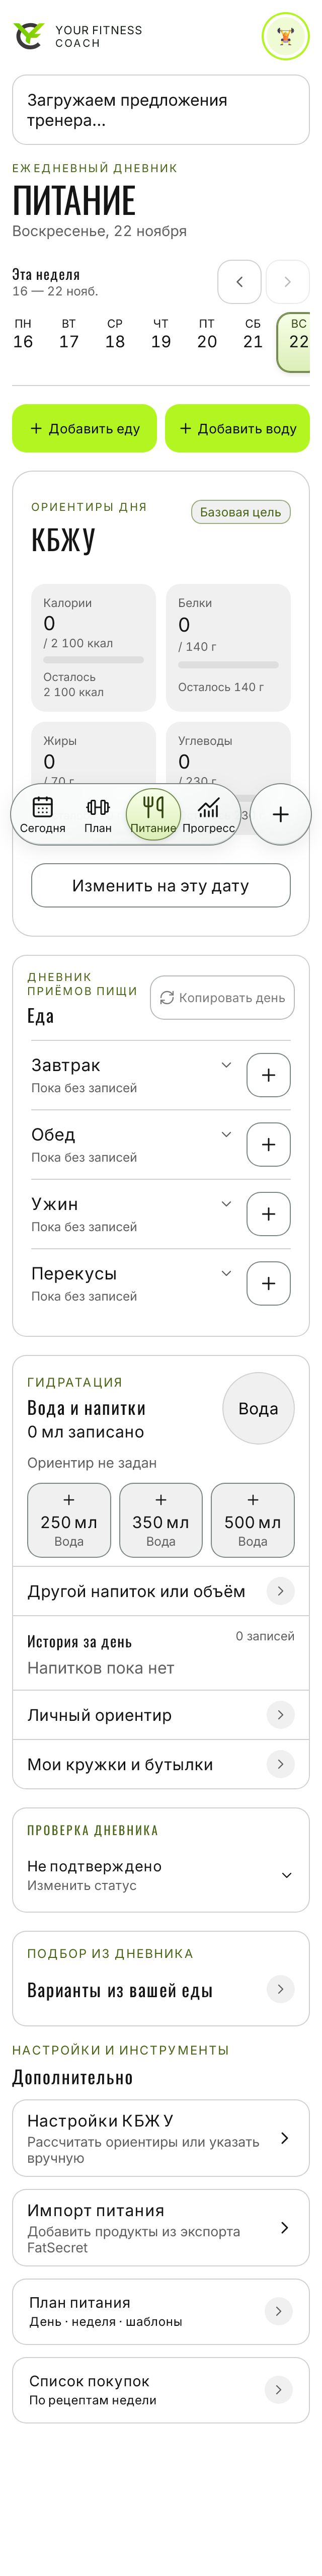 YOUR FITNESS
COACH
Загружаем предложения
тренера...
ЕЖЕДНЕВНЫЙ ДНЕВНИК
ПИТАНИЕ
Воскресенье, 22 ноября
Эта неделя
16 — 22 нояб.
ПН ВТ СР ЧТ ПТ СБ ВС
16 17 18 19 20 21 22
+ Добавить еду
+ Добавить воду
ОРИЕНТИРЫ ДНЯ
Базовая цель
КБЖУ
Калории
0
/ 2 100 ккал
Осталось
2 100 ккал
Белки
0
/ 140 г
Осталось 140 г
Жиры
0
/ 70 г
Углеводы
0
/ 230 г
Сегодня План Питание Прогресс +
Изменить на эту дату
ДНЕВНИК
ПРИЁМОВ ПИЩИ
Копировать день
Еда
Завтрак
Пока без записей
Обед
Пока без записей
Ужин
Пока без записей
Перекусы
Пока без записей
ГИДРАТАЦИЯ
Вода и напитки
Вода
0 мл записано
Ориентир не задан
+ + +
250 мл 350 мл 500 мл
Вода Вода Вода
Другой напиток или объём
История за день
0 записей
Напитков пока нет
Личный ориентир
Мои кружки и бутылки
ПРОВЕРКА ДНЕВНИКА
Не подтверждено
Изменить статус
ПОДБОР ИЗ ДНЕВНИКА
Варианты из вашей еды
НАСТРОЙКИ И ИНСТРУМЕНТЫ
Дополнительно
Настройки КБЖУ
Рассчитать ориентиры или указать
вручную
Импорт питания
Добавить продукты из экспорта
FatSecret
План питания
День · неделя · шаблоны
Список покупок
По рецептам недели